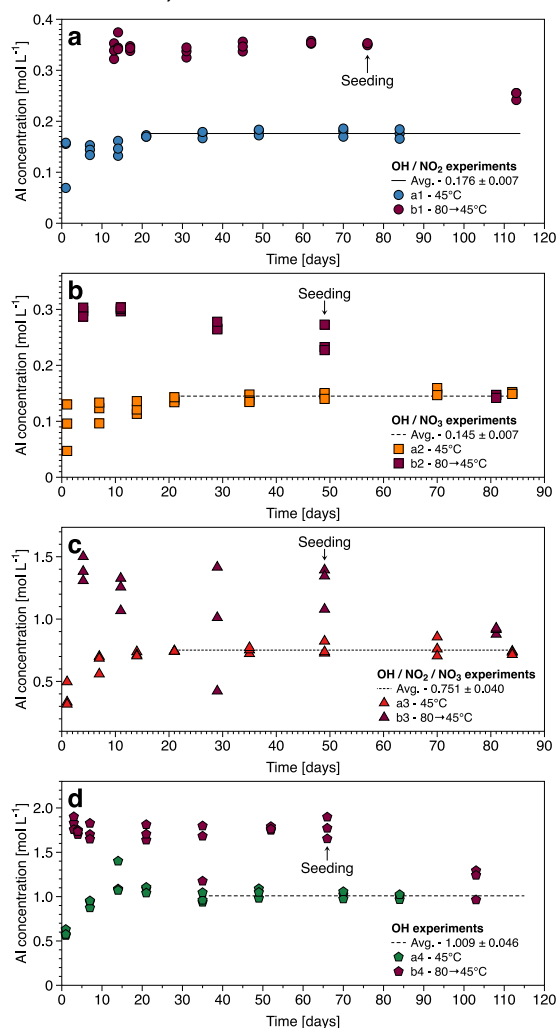 a
Al concentration [mol L⁻¹]
0.4
0.3
0.2
0.1
0
Seeding
OH / NO₂ experiments
Avg. - 0.176 ± 0.007
a1 - 45°C
b1 - 80→45°C
0 10 20 30 40 50 60 70 80 90 100 110 120
Time [days]
b
Al concentration [mol L⁻¹]
0.3
0.2
0.1
0
Seeding
OH / NO₃ experiments
Avg. - 0.145 ± 0.007
a2 - 45°C
b2 - 80→45°C
0 10 20 30 40 50 60 70 80 90
Time [days]
c
Al concentration [mol L⁻¹]
1.5
1.0
0.5
Seeding
OH / NO₂ / NO₃ experiments
Avg. - 0.751 ± 0.040
a3 - 45°C
b3 - 80→45°C
0 10 20 30 40 50 60 70 80 90
Time [days]
d
Al concentration [mol L⁻¹]
2.0
1.5
1.0
0.5
0
Seeding
OH experiments
Avg. - 1.009 ± 0.046
a4 - 45°C
b4 - 80→45°C
0 10 20 30 40 50 60 70 80 90 100 110 120
Time [days]